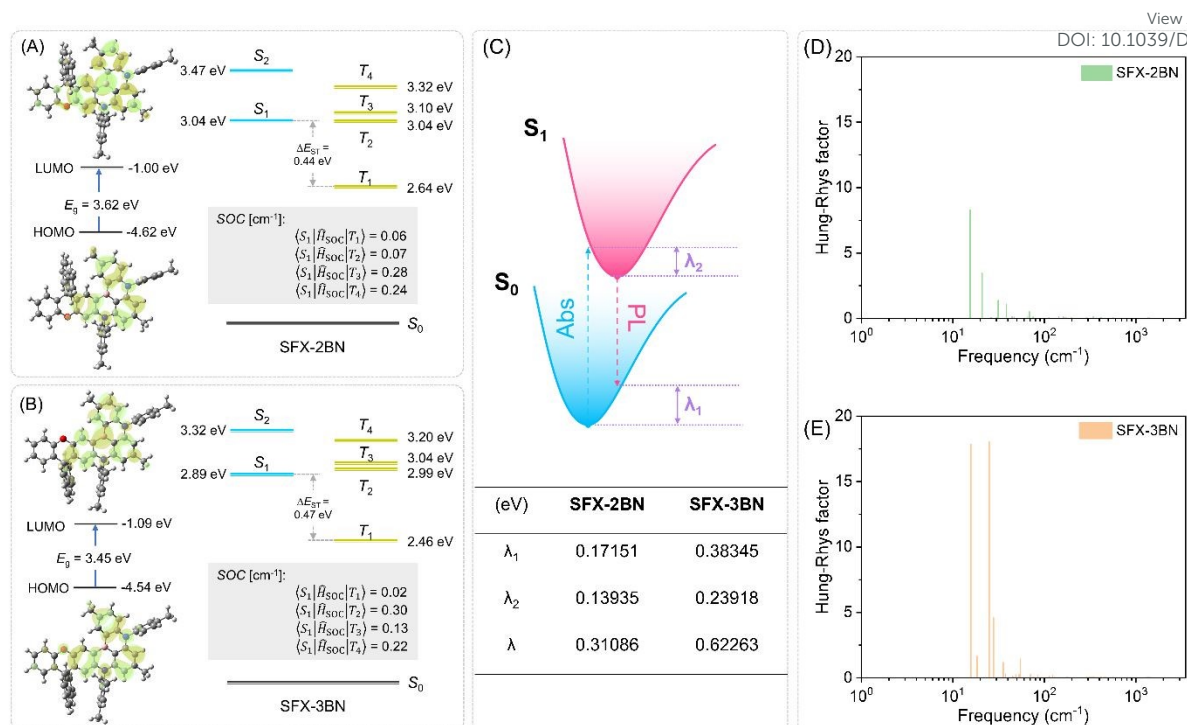 View
DOI: 10.1039/D
(A)
S2
3.47 eV
S1
3.04 eV
T4
3.32 eV
T3
3.10 eV
3.04 eV
T2
ΔEST =
0.44 eV
T1
2.64 eV
LUMO
-1.00 eV
Eg = 3.62 eV
HOMO
-4.62 eV
SOC [cm⁻¹]:
⟨S1|ĤSOC|T1⟩ = 0.06
⟨S1|ĤSOC|T2⟩ = 0.07
⟨S1|ĤSOC|T3⟩ = 0.28
⟨S1|ĤSOC|T4⟩ = 0.24
S0
SFX-2BN
(B)
S2
3.32 eV
S1
2.89 eV
T4
3.20 eV
T3
3.04 eV
2.99 eV
T2
ΔEST =
0.47 eV
T1
2.46 eV
LUMO
-1.09 eV
Eg = 3.45 eV
HOMO
-4.54 eV
SOC [cm⁻¹]:
⟨S1|ĤSOC|T1⟩ = 0.02
⟨S1|ĤSOC|T2⟩ = 0.30
⟨S1|ĤSOC|T3⟩ = 0.13
⟨S1|ĤSOC|T4⟩ = 0.22
S0
SFX-3BN
(C)
S1
λ2
S0
Abs
PL
λ1
(eV) SFX-2BN SFX-3BN
λ1 0.17151 0.38345
λ2 0.13935 0.23918
λ 0.31086 0.62263
(D)
SFX-2BN
Hung-Rhys factor
20
15
10
5
0
10⁰ 10¹ 10² 10³
Frequency (cm⁻¹)
(E)
SFX-3BN
Hung-Rhys factor
20
15
10
5
0
10⁰ 10¹ 10² 10³
Frequency (cm⁻¹)